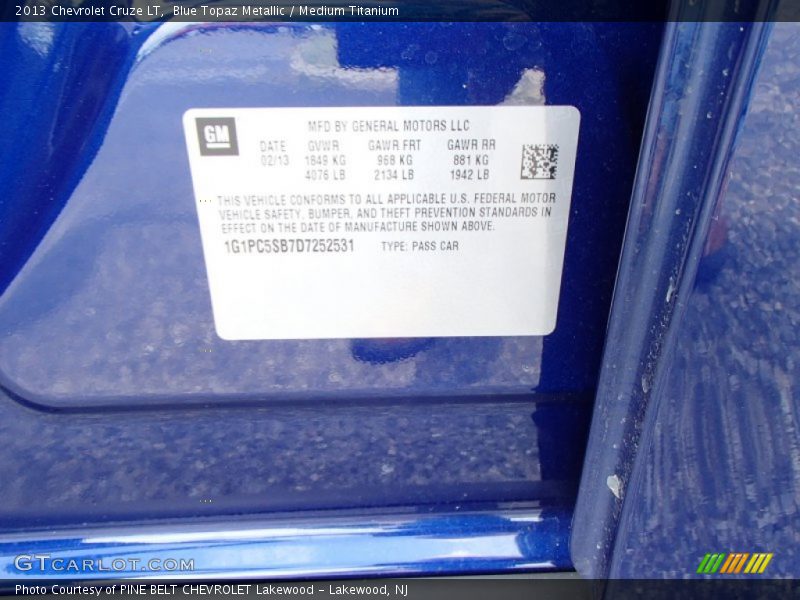 2013 Chevrolet Cruze LT, Blue Topaz Metallic / Medium Titanium
GM
MFD BY GENERAL MOTORS LLC
DATE GVWR GAWR FRT GAWR RR
02/13 1849 KG 968 KG 881 KG
4076 LB 2134 LB 1942 LB
THIS VEHICLE CONFORMS TO ALL APPLICABLE U.S. FEDERAL MOTOR
VEHICLE SAFETY, BUMPER, AND THEFT PREVENTION STANDARDS IN
EFFECT ON THE DATE OF MANUFACTURE SHOWN ABOVE.
1G1PC5SB7D7252531 TYPE: PASS CAR
GTCARLOT.COM
Photo Courtesy of PINE BELT CHEVROLET Lakewood - Lakewood, NJ